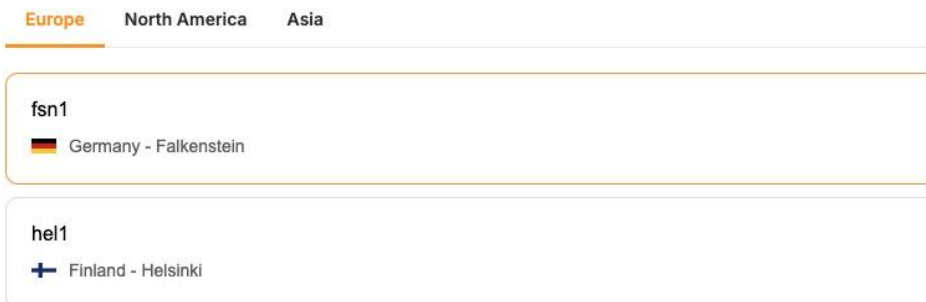 Europe North America Asia
fsn1
Germany - Falkenstein
hel1
Finland - Helsinki